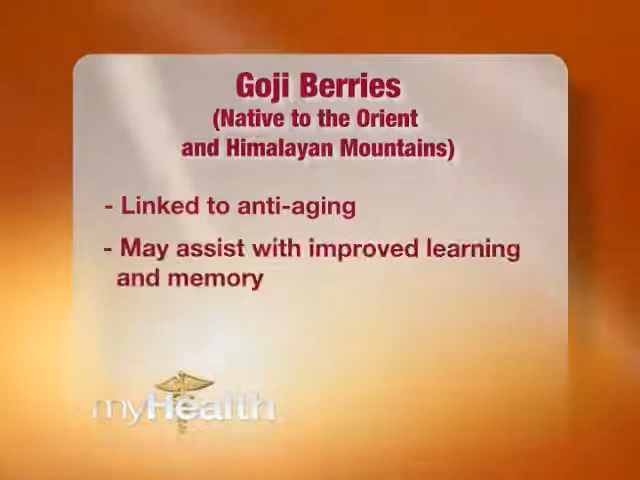 Goji Berries
(Native to the Orient
and Himalayan Mountains)
- Linked to anti-aging
- May assist with improved learning
and memory
myHealth